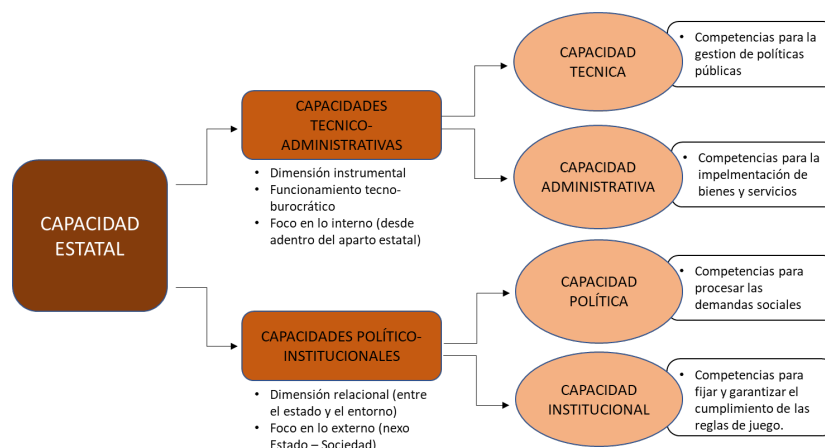 CAPACIDAD
ESTATAL
CAPACIDADES
TECNICO-
ADMINISTRATIVAS
• Dimensión instrumental
• Funcionamiento tecno-
burocrático
• Foco en lo interno (desde
adentro del aparto estatal)
CAPACIDAD
TECNICA
• Competencias para la
gestion de políticas
públicas
CAPACIDAD
ADMINISTRATIVA
• Competencias para la
impelmentación de
bienes y servicios
CAPACIDADES POLÍTICO-
INSTITUCIONALES
• Dimensión relacional (entre
el estado y el entorno)
• Foco en lo externo (nexo
Estado – Sociedad)
CAPACIDAD
POLÍTICA
• Competencias para
procesar las
demandas sociales
CAPACIDAD
INSTITUCIONAL
• Competencias para
fijar y garantizar el
cumplimiento de las
reglas de juego.